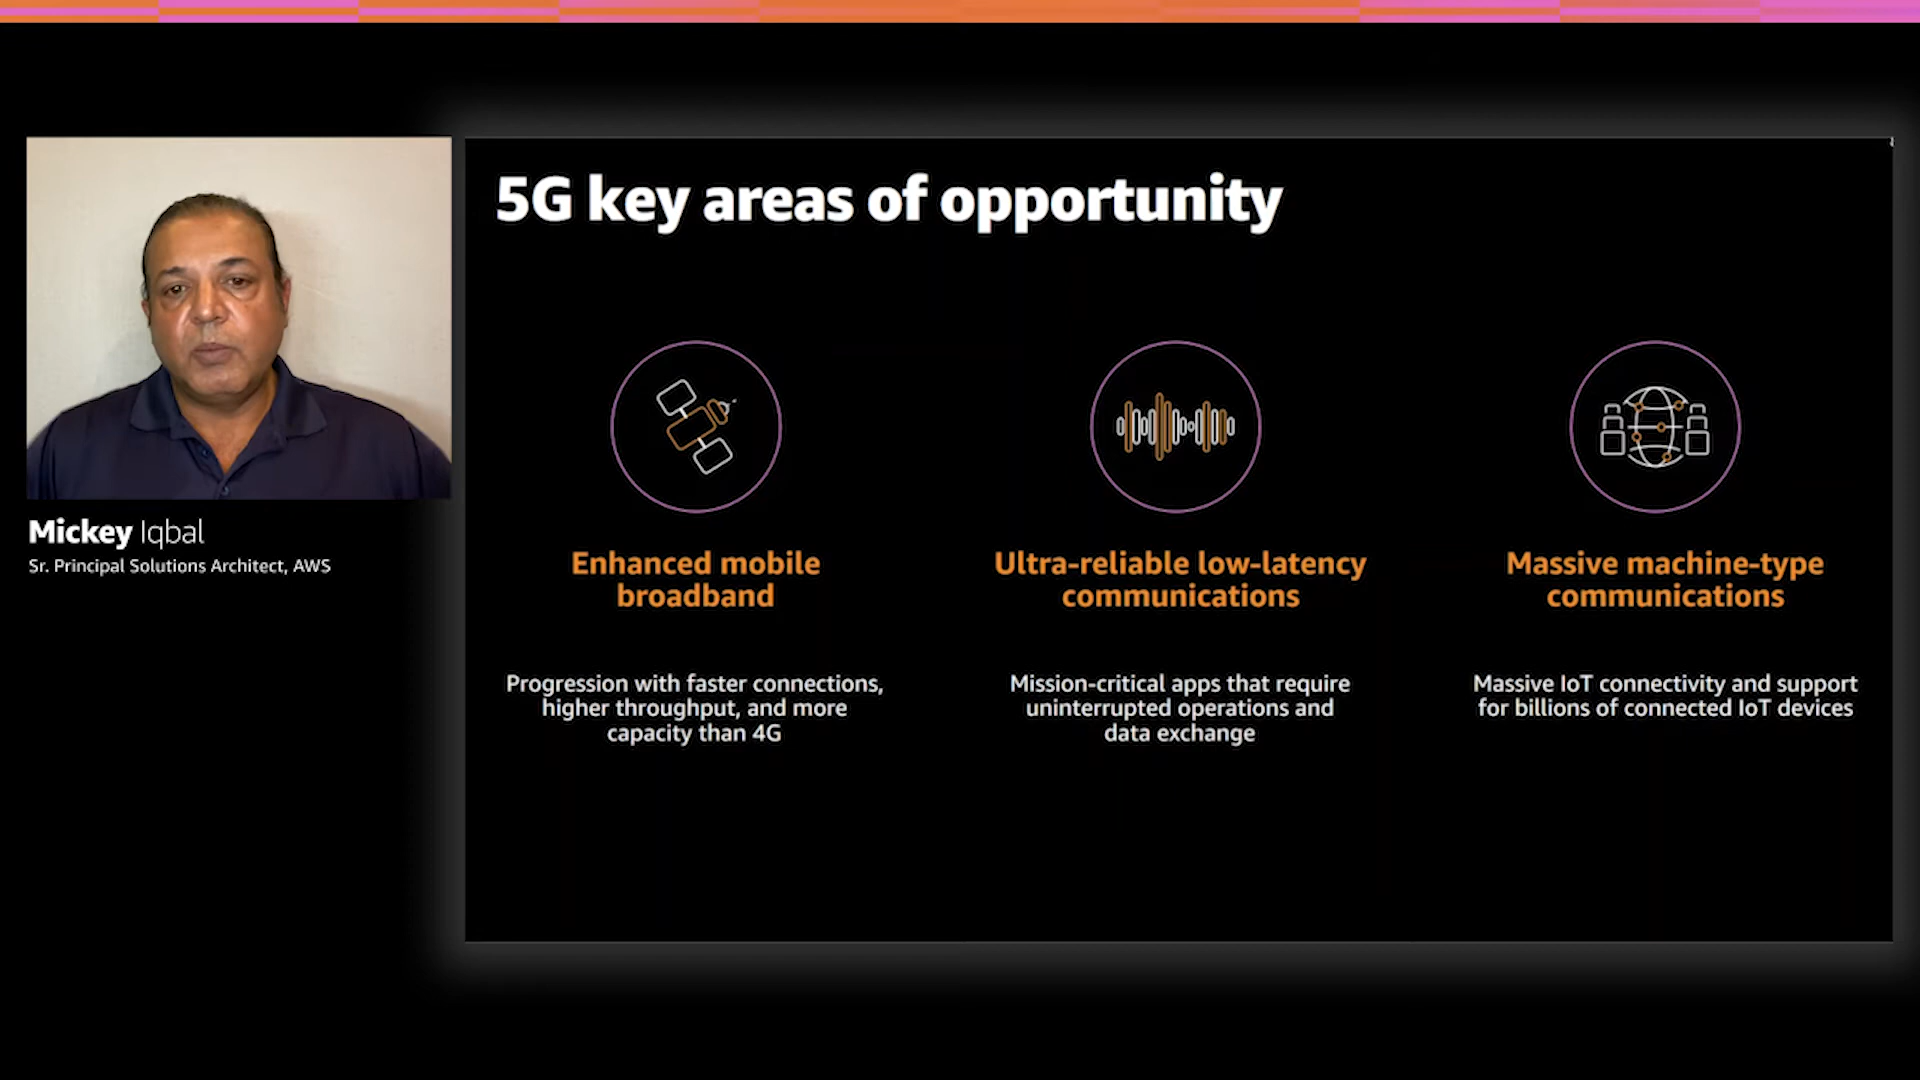 5G key areas of opportunity
Mickey Iqbal
Sr. Principal Solutions Architect, AWS
Enhanced mobile
broadband
Progression with faster connections,
higher throughput, and more
capacity than 4G
Ultra-reliable low-latency
communications
Mission-critical apps that require
uninterrupted operations and
data exchange
Massive machine-type
communications
Massive IoT connectivity and support
for billions of connected IoT devices